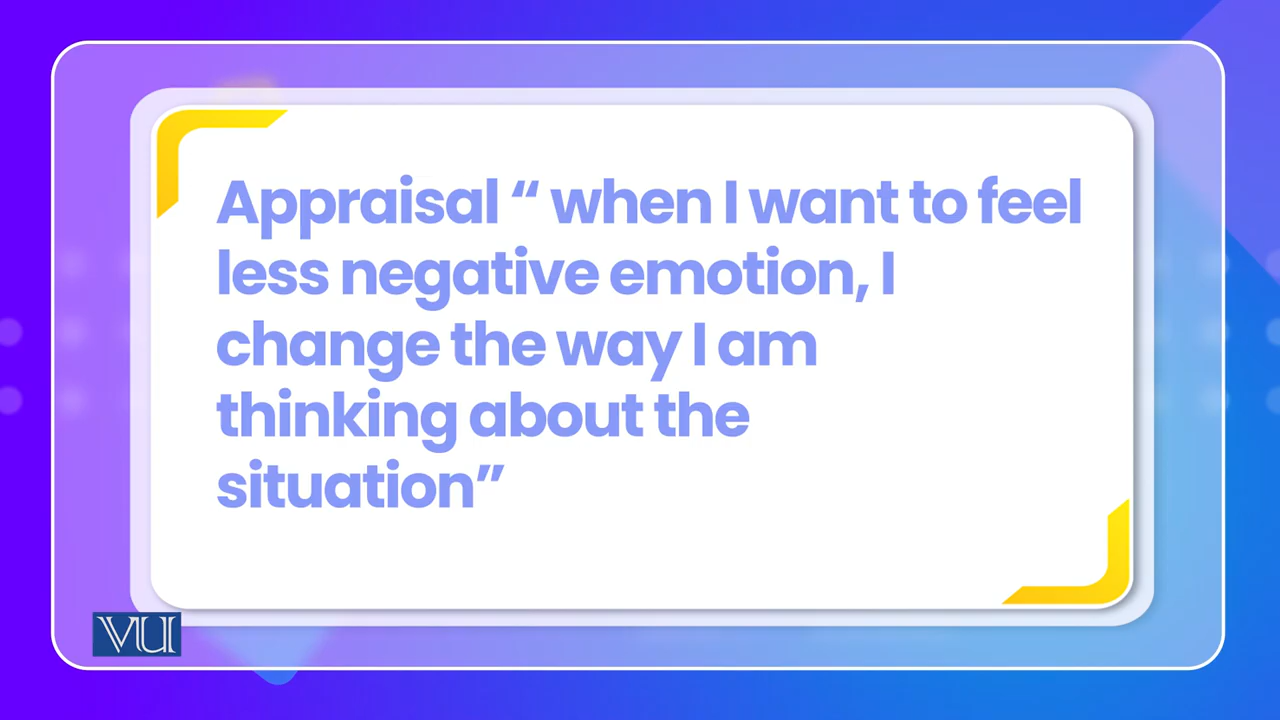 Appraisal “ when I want to feel
less negative emotion, I
change the way I am
thinking about the
situation”
VU